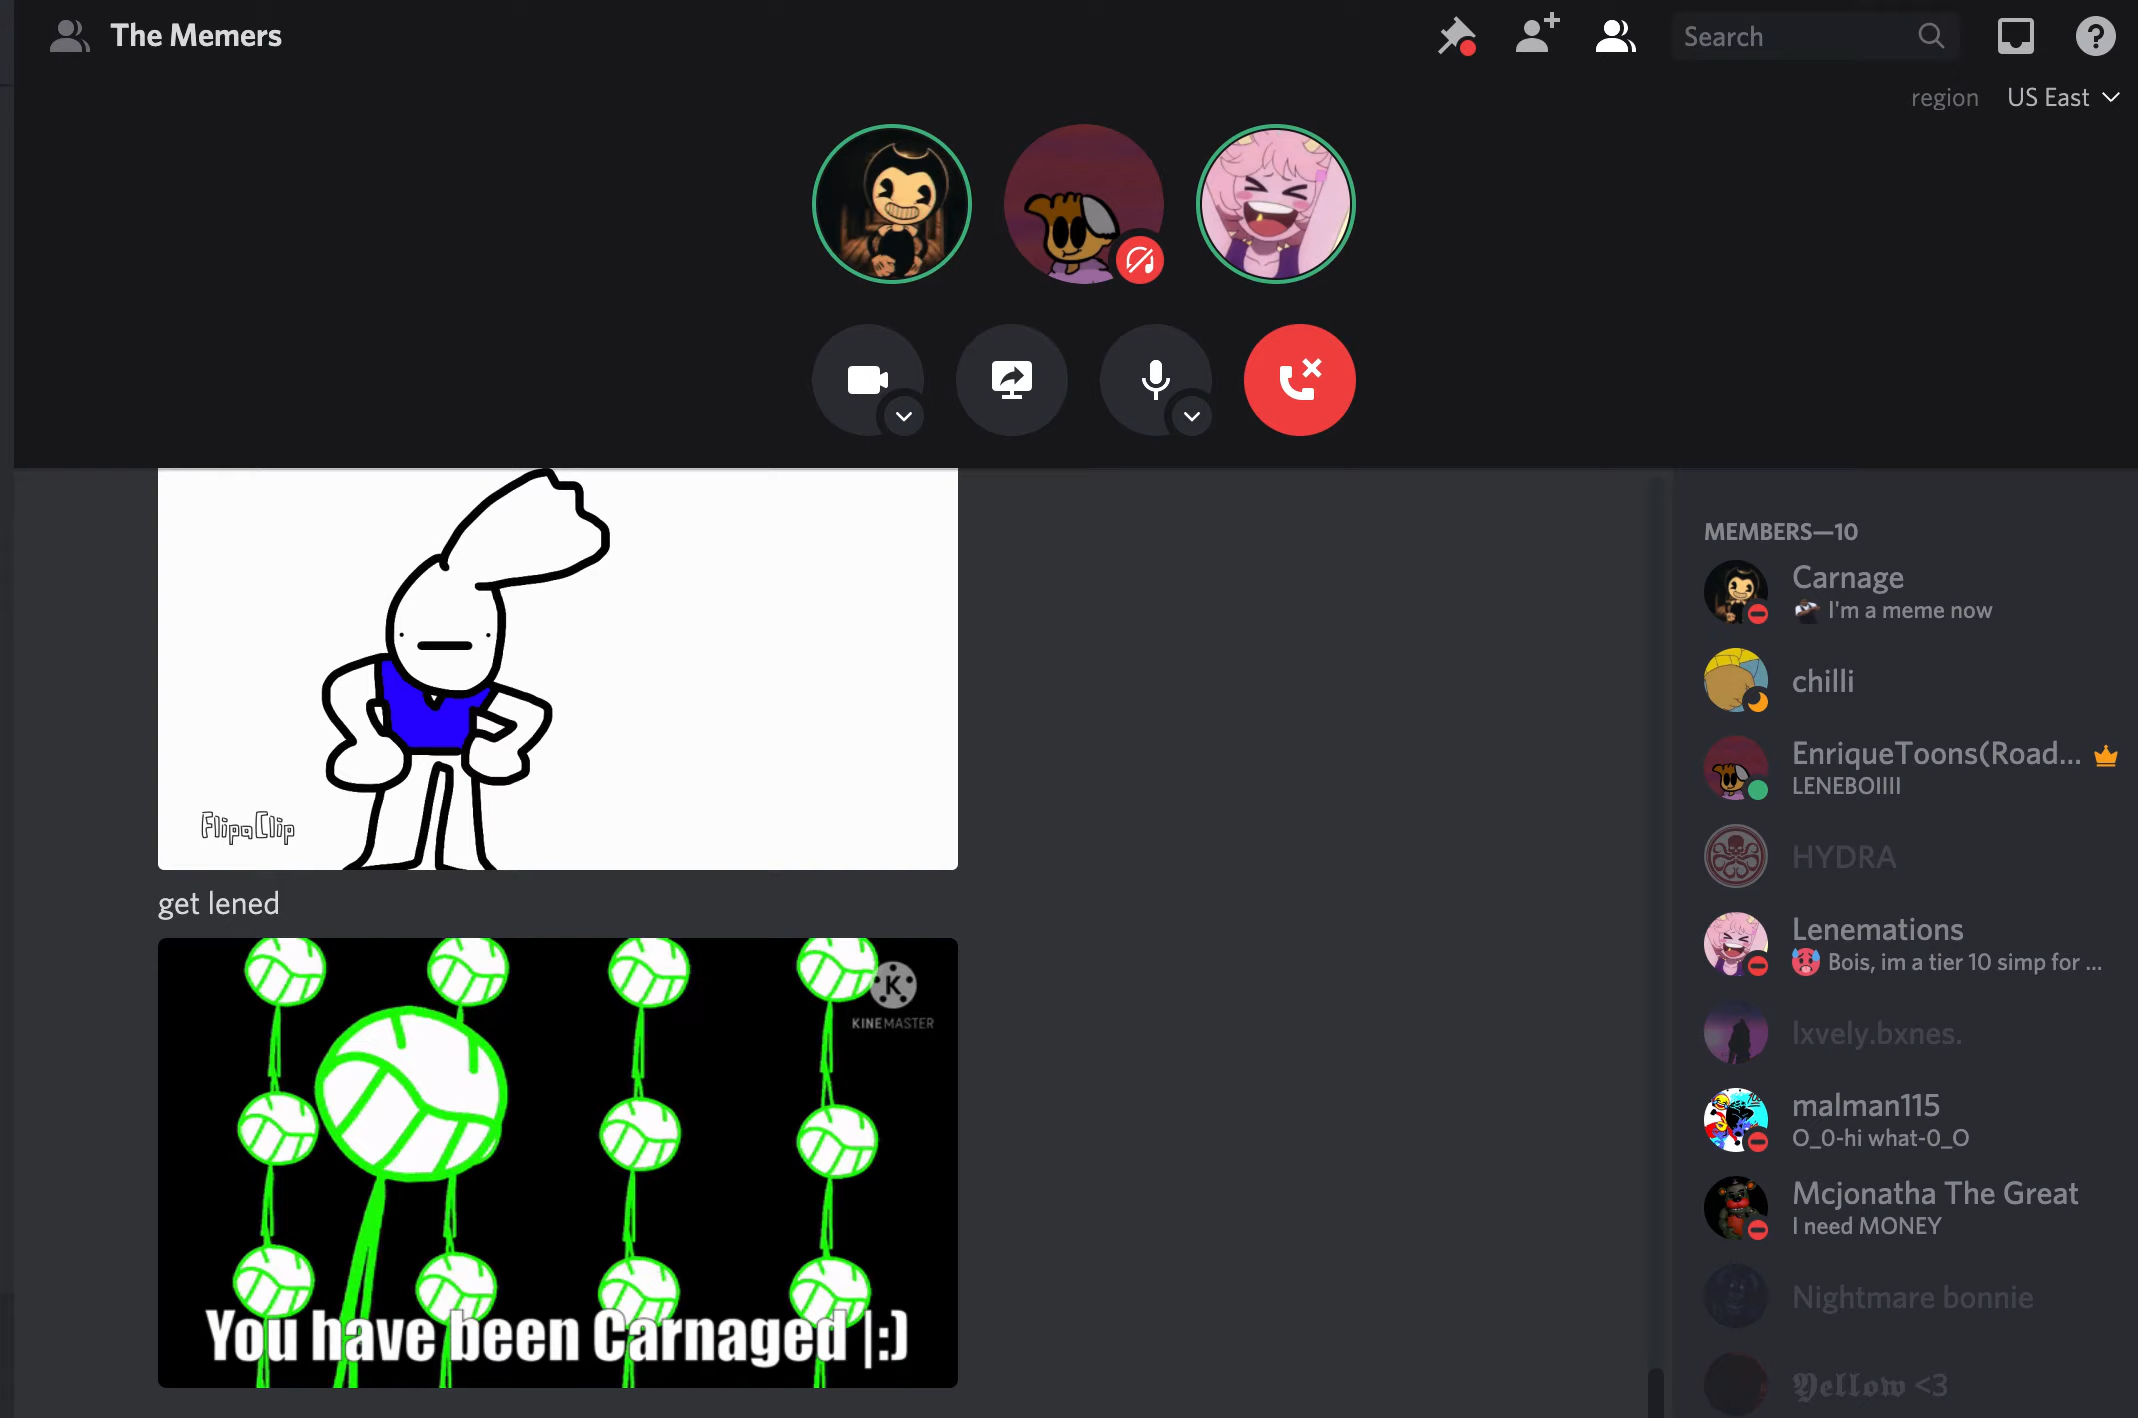 The Memers
Search
region US East
MEMBERS—10
Carnage
I'm a meme now
chilli
EnriqueToons(Road...
LENEBOIIII
HYDRA
Lenemations
Bois, im a tier 10 simp for ...
lxvely.bxnes.
malman115
O_0-hi what-0_O
Mcjonatha The Great
I need MONEY
Nightmare bonnie
𝖄𝖊𝖑𝖑𝖔𝖜 <3
FlipaClip
get lened
K
KINEMASTER
You have been Carnaged |:)